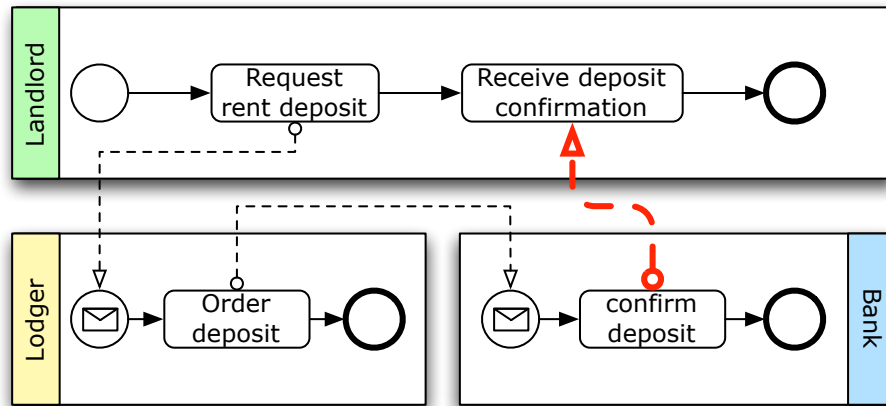 Landlord
Request
rent deposit
Receive deposit
confirmation
Lodger
Order
deposit
confirm
deposit
Bank